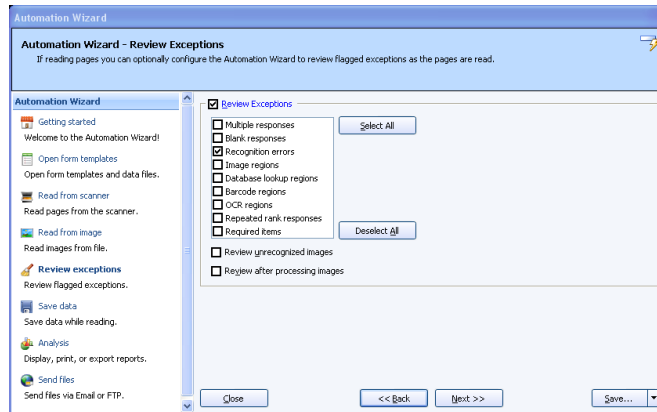 Automation Wizard
Automation Wizard - Review Exceptions
If reading pages you can optionally configure the Automation Wizard to review flagged exceptions as the pages are read.
Automation Wizard
Getting started
Welcome to the Automation Wizard!
Open form templates
Open form templates and data files.
Read from scanner
Read pages from the scanner.
Read from image
Read images from file.
Review exceptions
Review flagged exceptions.
Save data
Save data while reading.
Analysis
Display, print, or export reports.
Send files
Send files via Email or FTP.
Review Exceptions
Multiple responses
Blank responses
Recognition errors
Image regions
Database lookup regions
Barcode regions
OCR regions
Repeated rank responses
Required items
Select All
Deselect All
Review unrecognized images
Review after processing images
Close
<< Back
Next >>
Save...